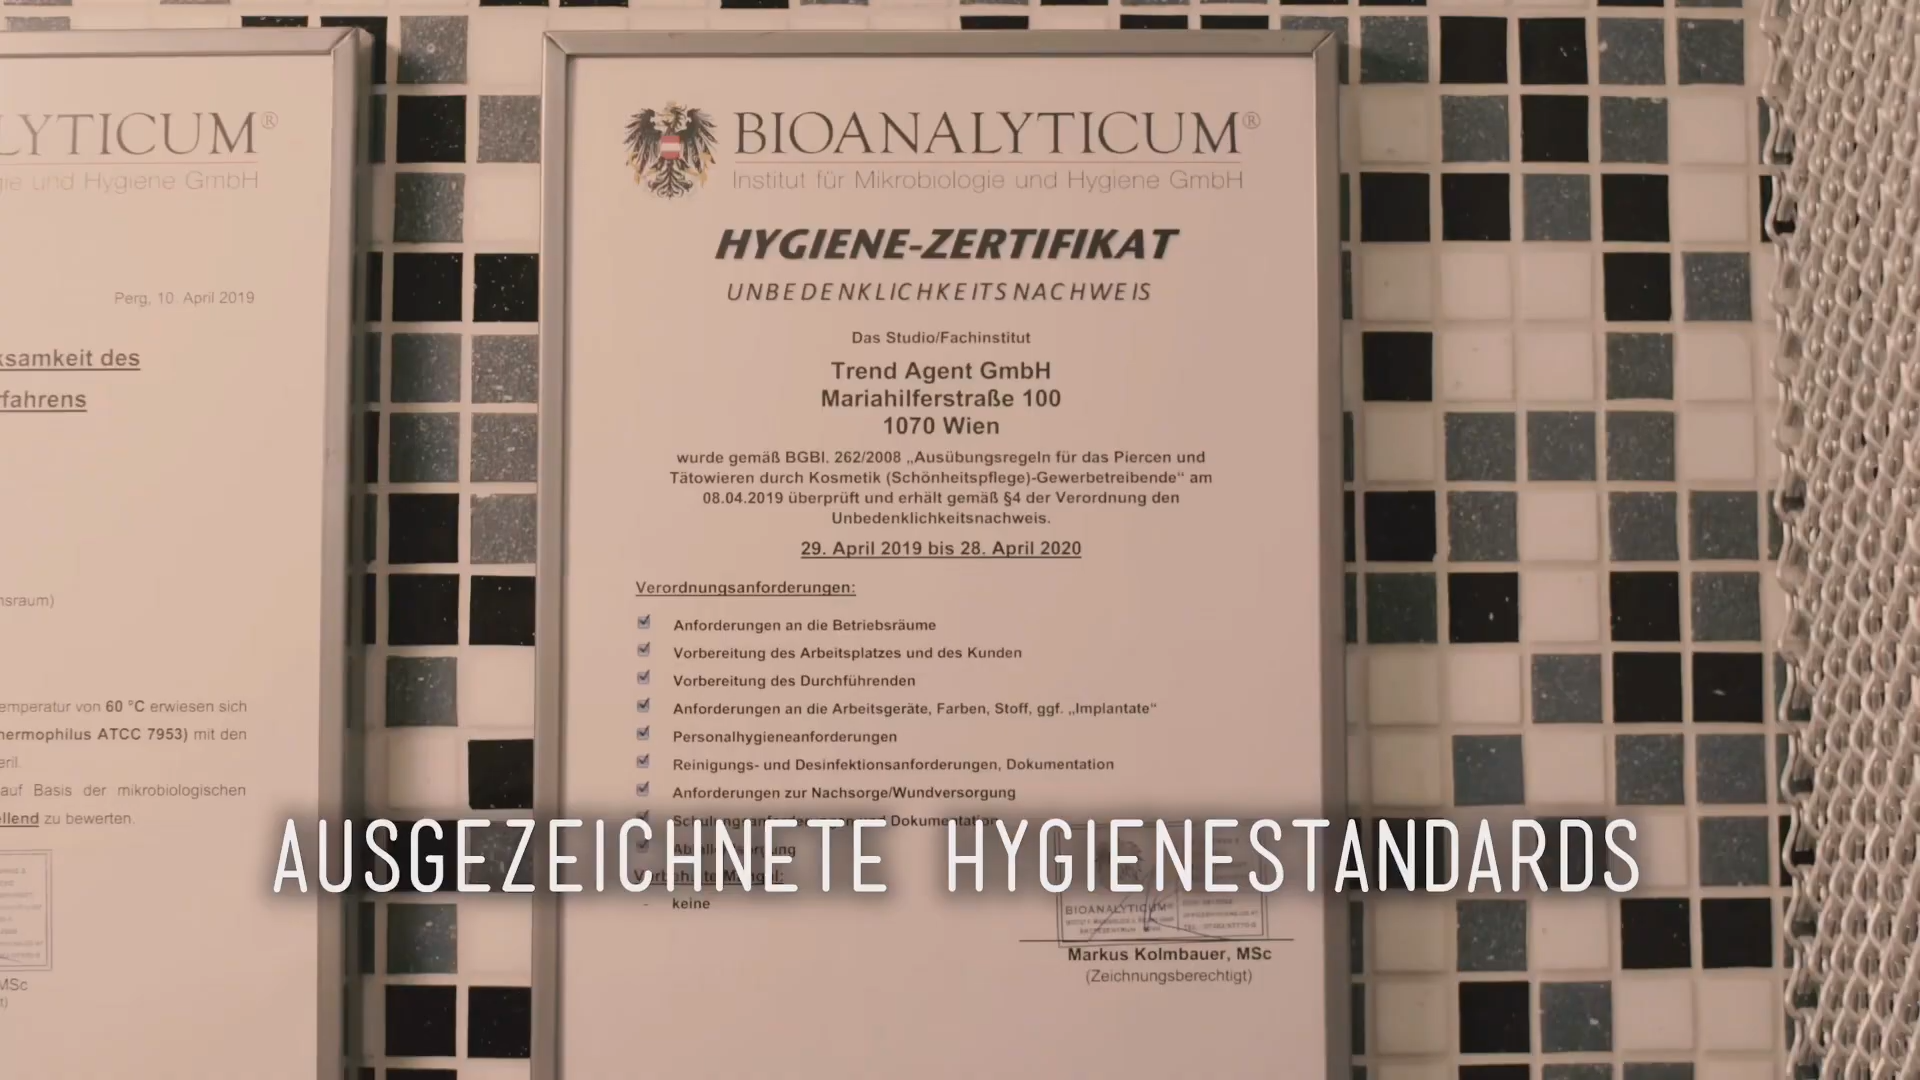 LYTICUM®
gie und Hygiene GmbH
Perg, 10. April 2019
ksamkeit des
fahrens
nsraum)
emperatur von 60 °C erwiesen sich
hermophilus ATCC 7953) mit den
eril.
auf Basis der mikrobiologischen
llend zu bewerten.
MSc
BIOANALYTICUM®
Institut für Mikrobiologie und Hygiene GmbH
HYGIENE-ZERTIFIKAT
UNBEDENKLICHKEITSNACHWEIS
Das Studio/Fachinstitut
Trend Agent GmbH
Mariahilferstraße 100
1070 Wien
wurde gemäß BGBl. 262/2008 „Ausübungsregeln für das Piercen und
Tätowieren durch Kosmetik (Schönheitspflege)-Gewerbetreibende“ am
08.04.2019 überprüft und erhält gemäß §4 der Verordnung den
Unbedenklichkeitsnachweis.
29. April 2019 bis 28. April 2020
Verordnungsanforderungen:
Anforderungen an die Betriebsräume
Vorbereitung des Arbeitsplatzes und des Kunden
Vorbereitung des Durchführenden
Anforderungen an die Arbeitsgeräte, Farben, Stoff, ggf. „Implantate“
Personalhygieneanforderungen
Reinigungs- und Desinfektionsanforderungen, Dokumentation
Anforderungen zur Nachsorge/Wundversorgung
Schulungsanforderungen und Dokumentation
Abfallentsorgung
AUSGEZEICHNETE HYGIENESTANDARDS
- keine
BIOANALYTICUM®
Markus Kolmbauer, MSc
(Zeichnungsberechtigt)